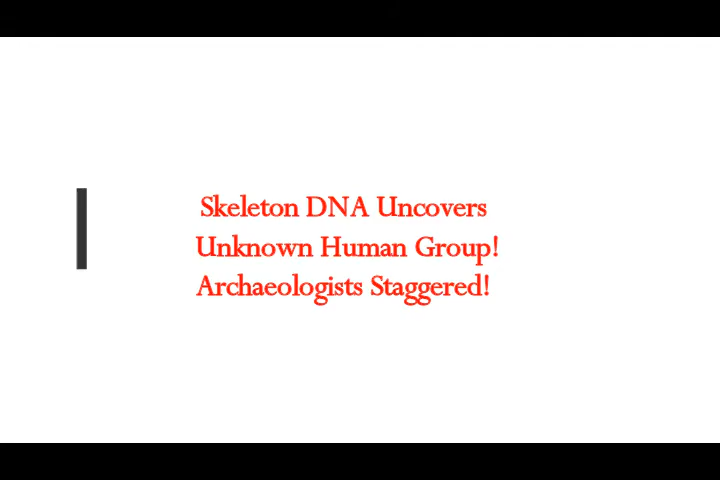 Skeleton DNA Uncovers
Unknown Human Group!
Archaeologists Staggered!